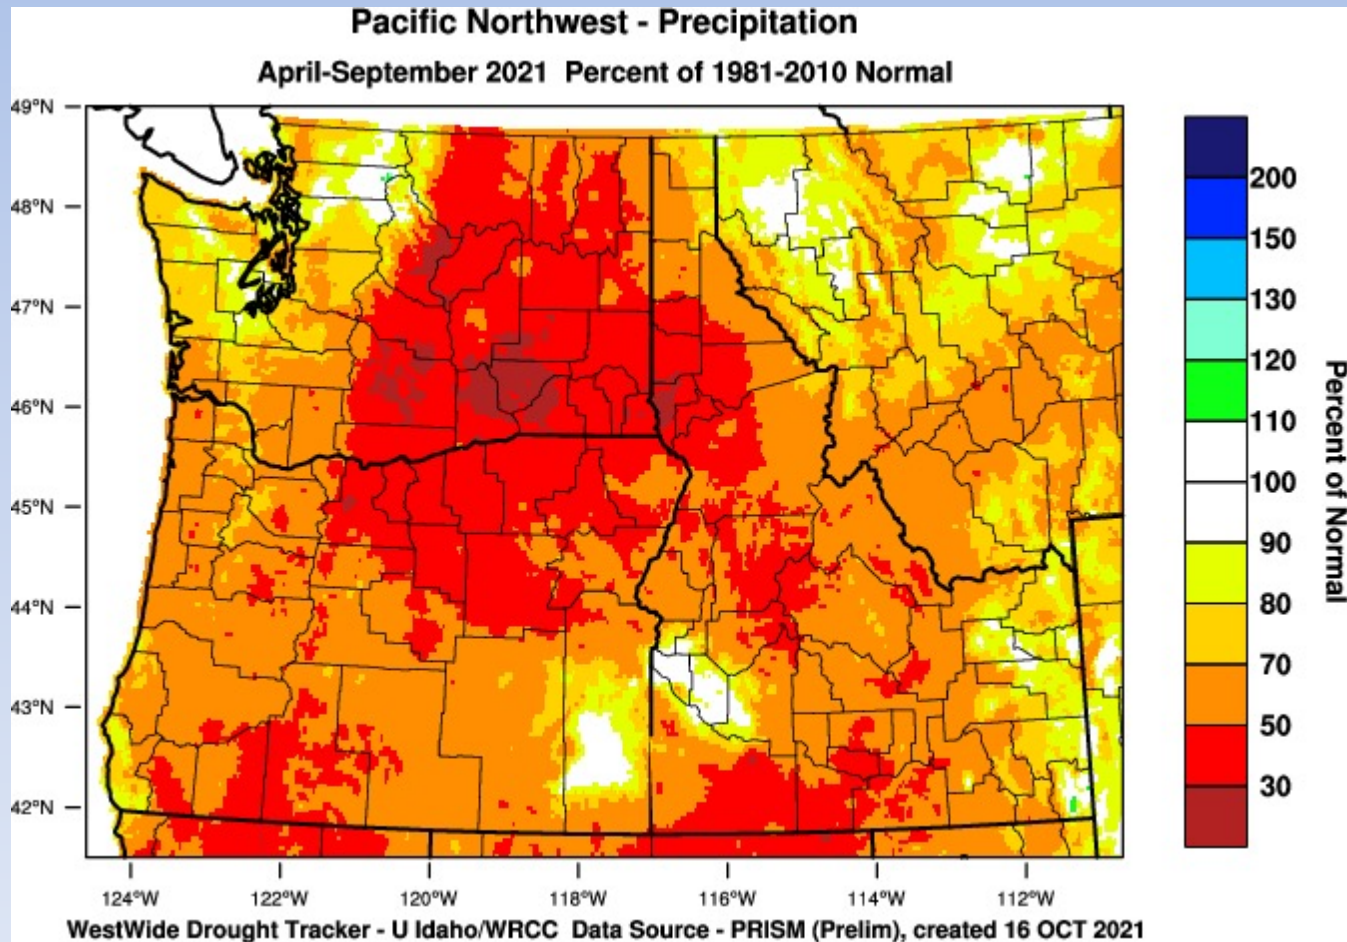 Pacific Northwest - Precipitation
April-September 2021 Percent of 1981-2010 Normal
49°N
48°N
47°N
46°N
45°N
44°N
43°N
42°N
124°W 122°W 120°W 118°W 116°W 114°W 112°W
200
150
130
120
110
100
90
80
70
50
30
Percent of Normal
WestWide Drought Tracker - U Idaho/WRCC Data Source - PRISM (Prelim), created 16 OCT 2021